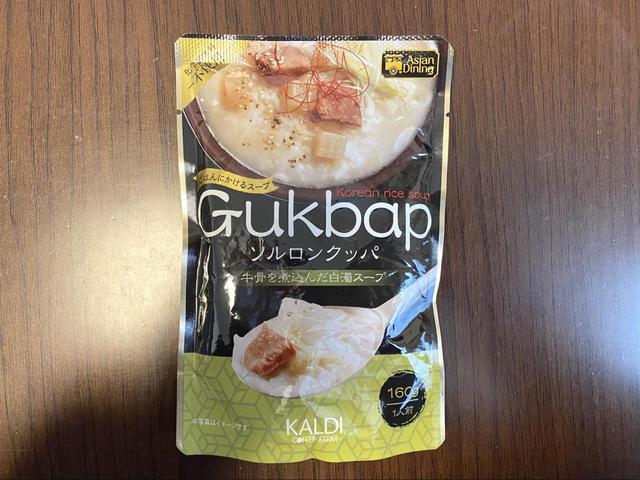 Asian
Dining
ごはんにかけるスープ
Korean rice soup
Gukbap
ソルロンクッパ
牛骨を煮込んだ白濁スープ
160g
1人前
※写真はイメージです
KALDI
COFFEE FARM